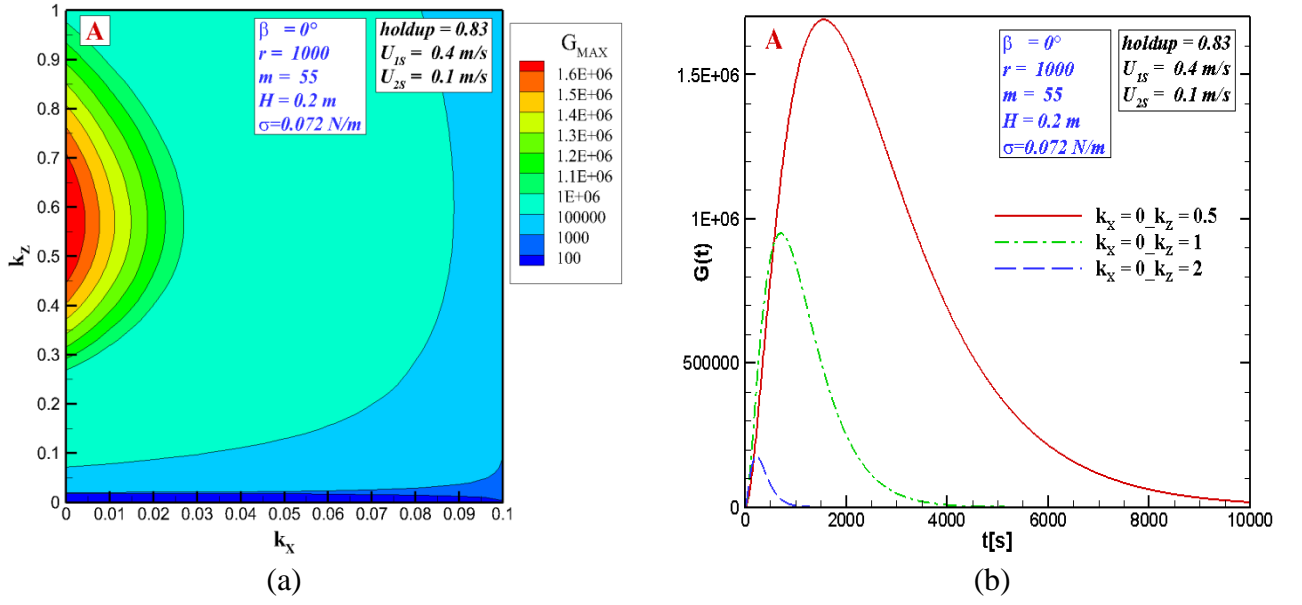 A
β = 0°
r = 1000
m = 55
H = 0.2 m
σ=0.072 N/m
holdup = 0.83
U1S = 0.4 m/s
U2S = 0.1 m/s
GMAX
1.6E+06
1.5E+06
1.4E+06
1.3E+06
1.2E+06
1.1E+06
1E+06
100000
1000
100
1
0.9
0.8
0.7
0.6
0.5
0.4
0.3
0.2
0.1
0
kZ
0 0.01 0.02 0.03 0.04 0.05 0.06 0.07 0.08 0.09 0.1
kX
(a)
A
β = 0°
r = 1000
m = 55
H = 0.2 m
σ=0.072 N/m
holdup = 0.83
U1S = 0.4 m/s
U2S = 0.1 m/s
kX = 0_kZ = 0.5
kX = 0_kZ = 1
kX = 0_kZ = 2
1.5E+06
1E+06
500000
0
G(t)
0 2000 4000 6000 8000 10000
t[s]
(b)